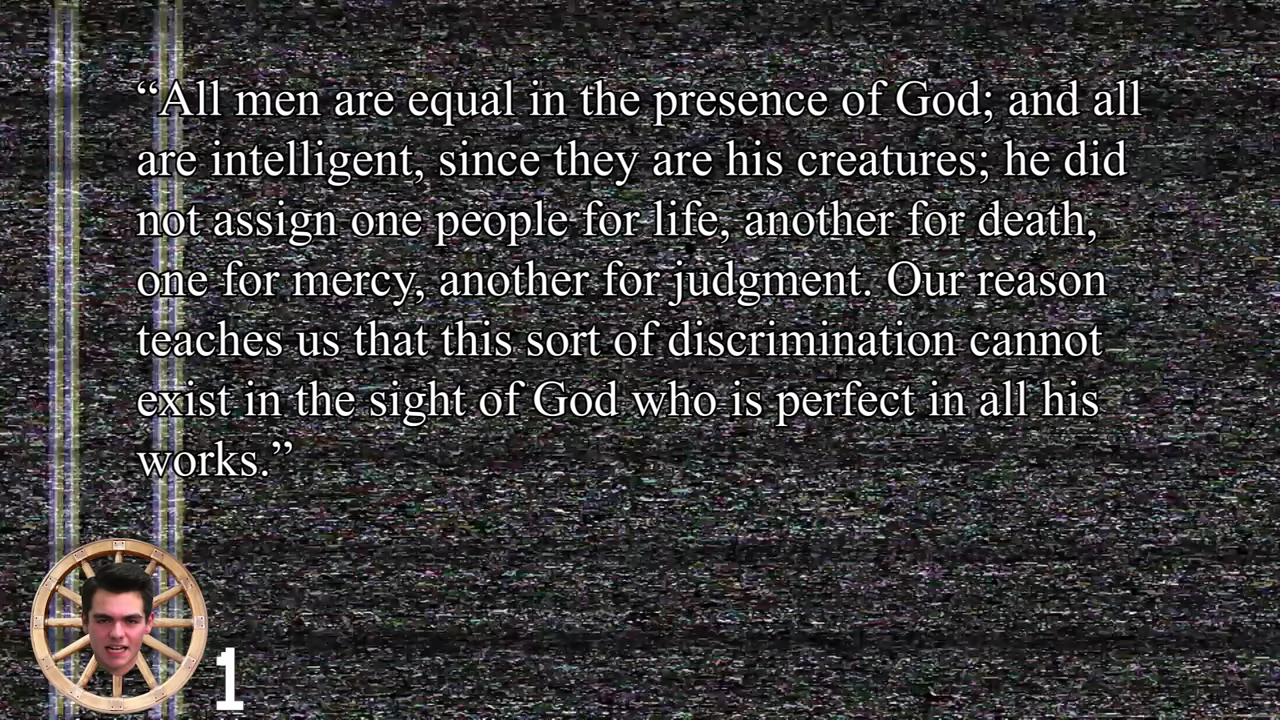 “All men are equal in the presence of God; and all
are intelligent, since they are his creatures; he did
not assign one people for life, another for death,
one for mercy, another for judgment. Our reason
teaches us that this sort of discrimination cannot
exist in the sight of God who is perfect in all his
works.”
1